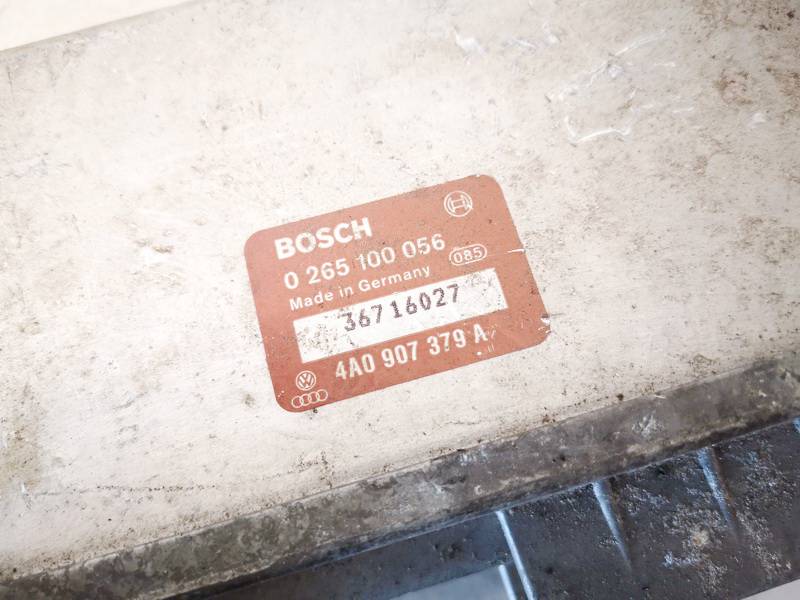 BOSCH
0 265 100 056
Made in Germany 085
36716027
4A0 907 379 A